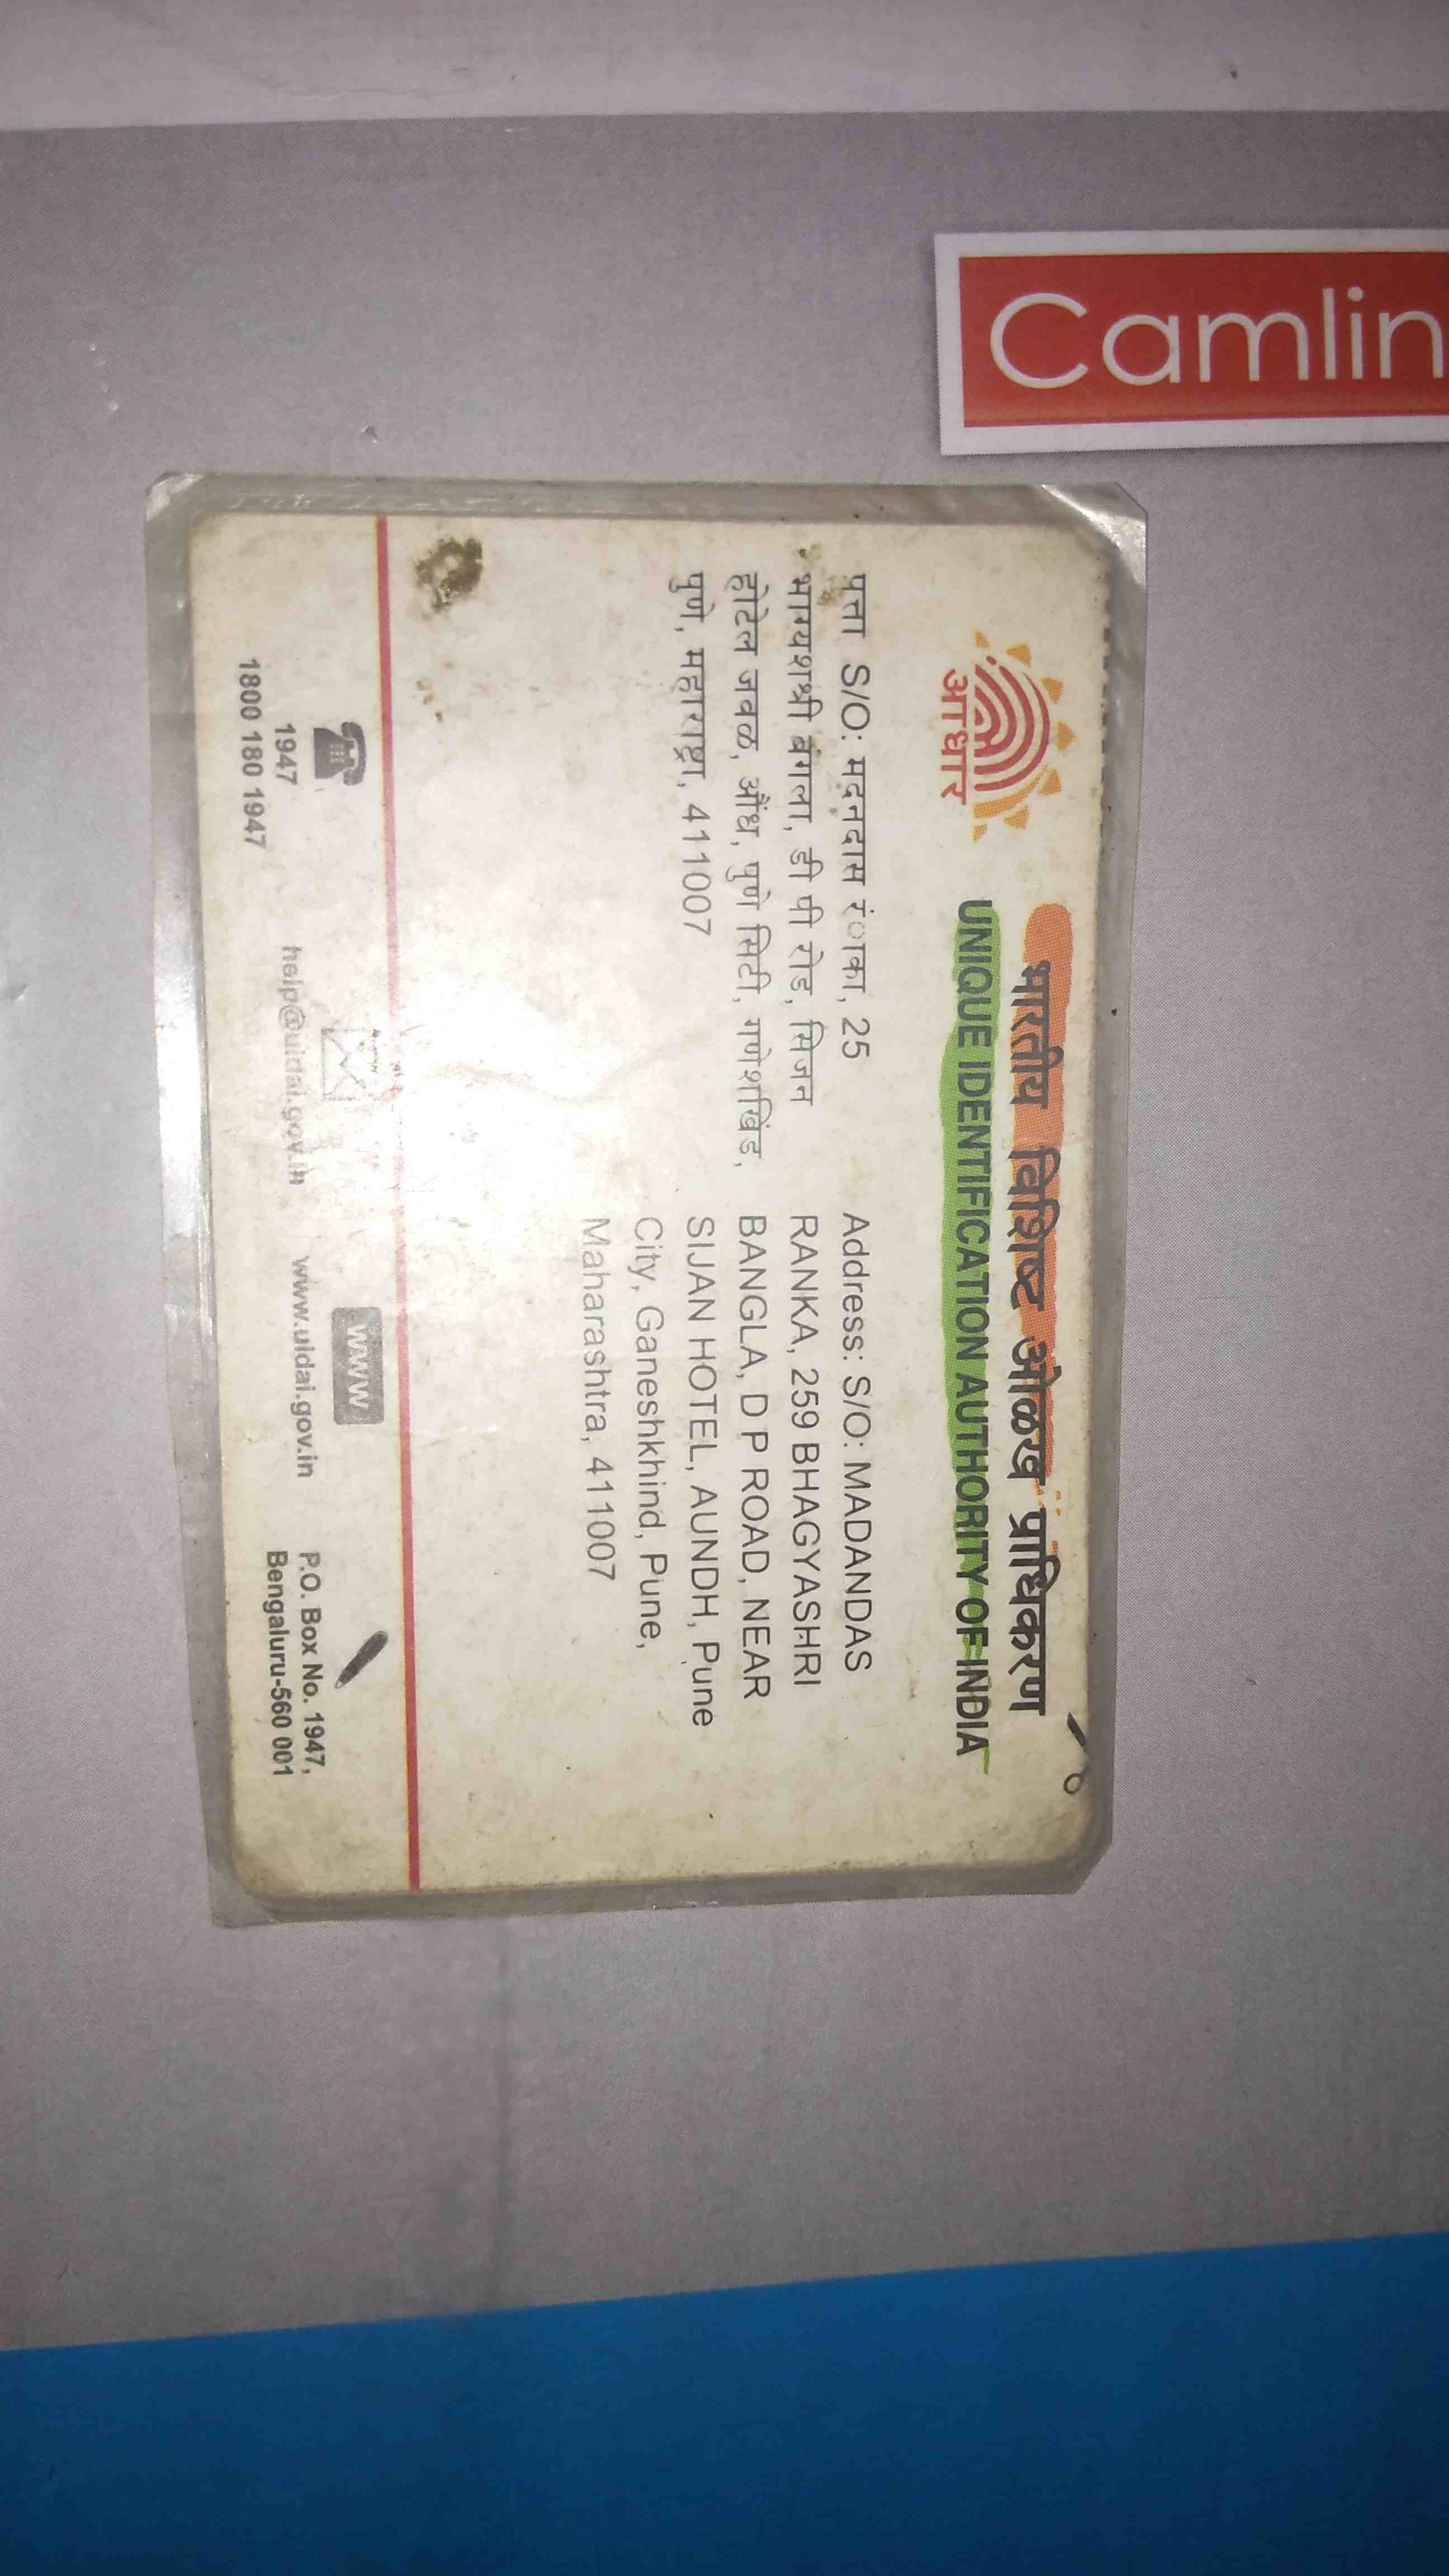 Camlin
आधार
भारतीय विशिष्ट ओळख प्राधिकरण
UNIQUE IDENTIFICATION AUTHORITY OF INDIA
पत्ता S/O: मदनदास रंाका, 25
भाग्यशश्री बंगला, डी पी रोड, सिजन
होटेल जवळ, औंध, पुणे सिटी, गणेशखिंड,
पुणे, महाराष्ट्रा, 411007
Address: S/O: MADANDAS
RANKA, 259 BHAGYASHRI
BANGLA, D P ROAD, NEAR
SIJAN HOTEL, AUNDH, Pune
City, Ganeshkhind, Pune,
Maharashtra, 411007
1947
1800 180 1947
help@uidai.gov.in
www
www.uidai.gov.in
P.O. Box No. 1947,
Bengaluru-560 001